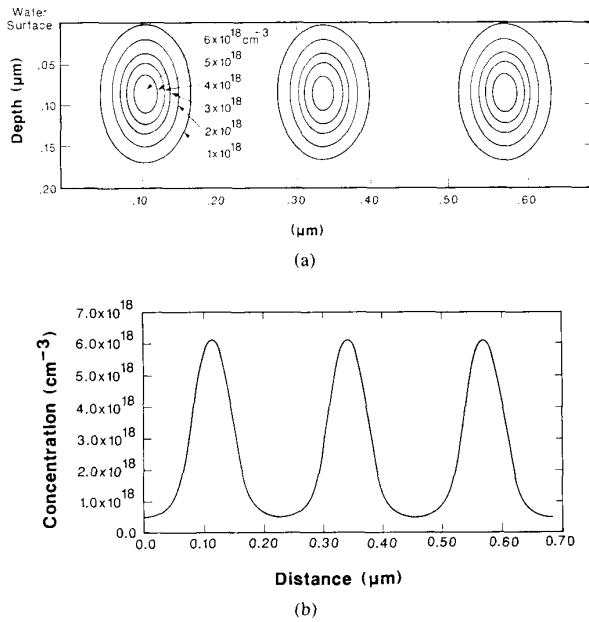 Wafer
Surface
.05
.10
.15
.20
Depth (µm)
6 x 10¹⁸ cm⁻³
5 x 10¹⁸
4 x 10¹⁸
3 x 10¹⁸
2 x 10¹⁸
1 x 10¹⁸
.10 .20 .30 .40 .50 .60
(µm)
(a)
7.0 x 10¹⁸
6.0 x 10¹⁸
5.0 x 10¹⁸
4.0 x 10¹⁸
3.0 x 10¹⁸
2.0 x 10¹⁸
1.0 x 10¹⁸
0.0
Concentration (cm⁻³)
0.0 0.10 0.20 0.30 0.40 0.50 0.60 0.70
Distance (µm)
(b)